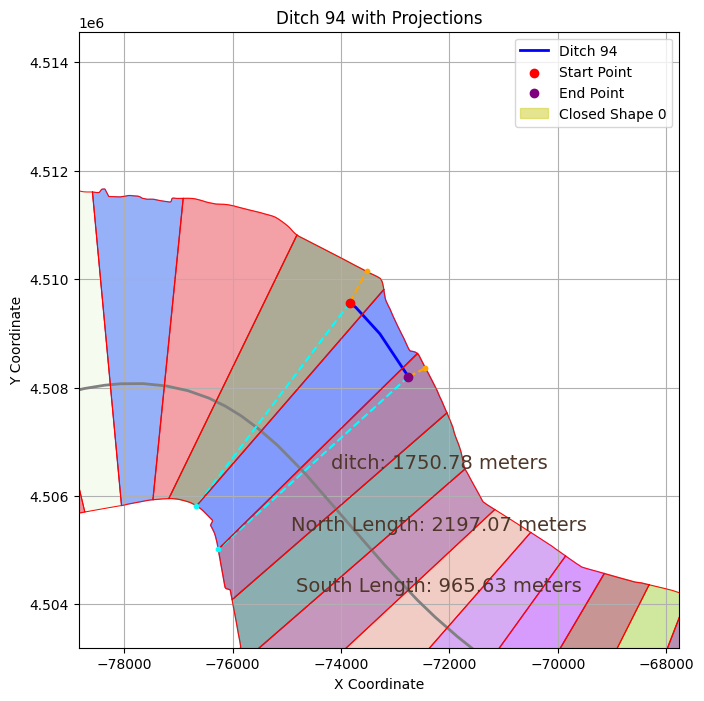 Ditch 94 with Projections
1e6
Ditch 94
Start Point
End Point
Closed Shape 0
4.514
4.512
4.510
4.508
4.506
4.504
Y Coordinate
ditch: 1750.78 meters
North Length: 2197.07 meters
South Length: 965.63 meters
−78000 −76000 −74000 −72000 −70000 −68000
X Coordinate